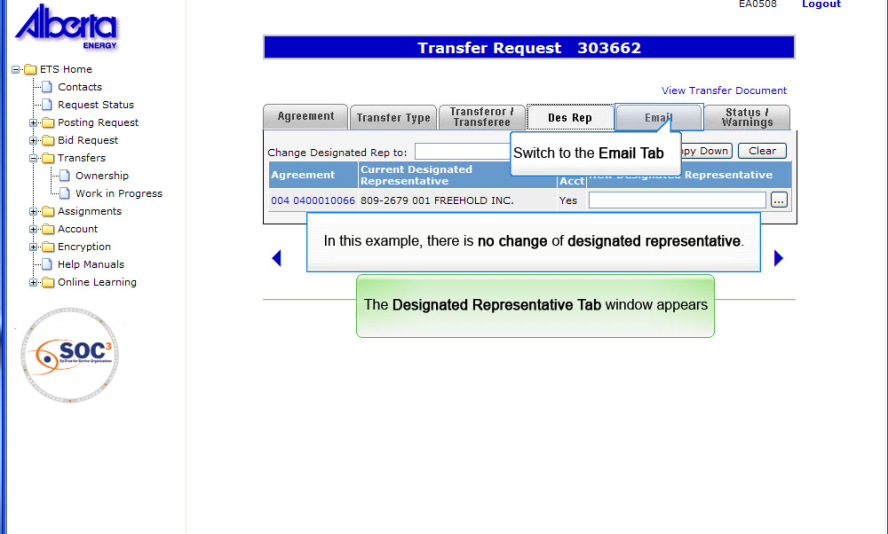 EA0508 Logout
Alberta
ENERGY
Transfer Request 303662
ETS Home
Contacts
Request Status
Posting Request
Bid Request
Transfers
Ownership
Work in Progress
Assignments
Account
Encryption
Help Manuals
Online Learning
SOC3
View Transfer Document
Agreement Transfer Type Transferor / Transferee Des Rep Email Status / Warnings
Change Designated Rep to: Down Clear
Switch to the Email Tab
Agreement Current Designated Representative Acct Representative
004 0400010066 809-2679 001 FREEHOLD INC. Yes ...
In this example, there is no change of designated representative.
The Designated Representative Tab window appears